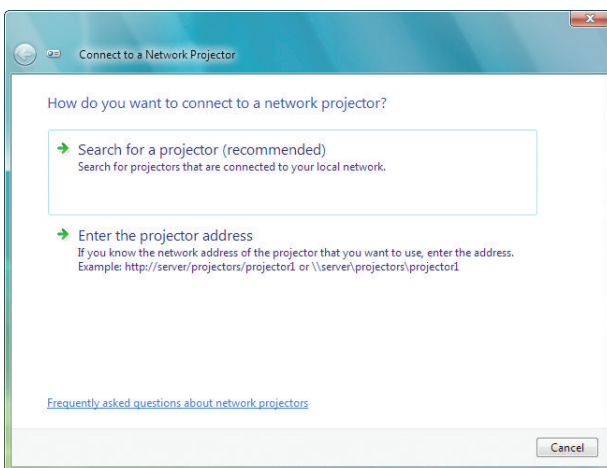 Connect to a Network Projector
How do you want to connect to a network projector?
Search for a projector (recommended)
Search for projectors that are connected to your local network.
Enter the projector address
If you know the network address of the projector that you want to use, enter the address.
Example: http://server/projectors/projector1 or \\server\projectors\projector1
Frequently asked questions about network projectors
Cancel